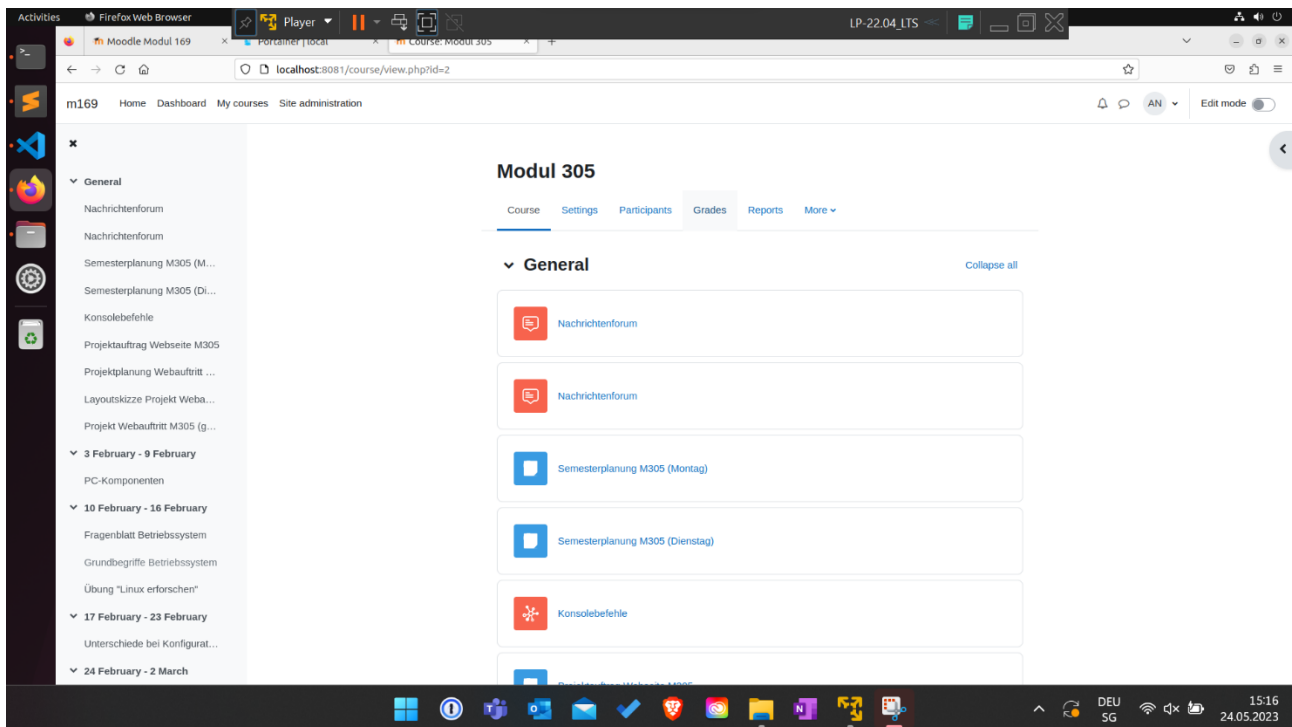 Activities Firefox Web Browser Player LP-22.04_LTS
Moodle Modul 169 × Portainer | local × Course: Modul 305 × +
localhost:8081/course/view.php?id=2
m169 Home Dashboard My courses Site administration AN Edit mode
General
Nachrichtenforum
Nachrichtenforum
Semesterplanung M305 (M...
Semesterplanung M305 (Di...
Konsolebefehle
Projektauftrag Webseite M305
Projektplanung Webauftritt ...
Layoutskizze Projekt Weba...
Projekt Webauftritt M305 (g...
3 February - 9 February
PC-Komponenten
10 February - 16 February
Fragenblatt Betriebssystem
Grundbegriffe Betriebssystem
Übung "Linux erforschen"
17 February - 23 February
Unterschiede bei Konfigurat...
24 February - 2 March
Modul 305
Course Settings Participants Grades Reports More
General Collapse all
Nachrichtenforum
Nachrichtenforum
Semesterplanung M305 (Montag)
Semesterplanung M305 (Dienstag)
Konsolebefehle
Projektauftrag Webseite M305
DEU 15:16
SG 24.05.2023